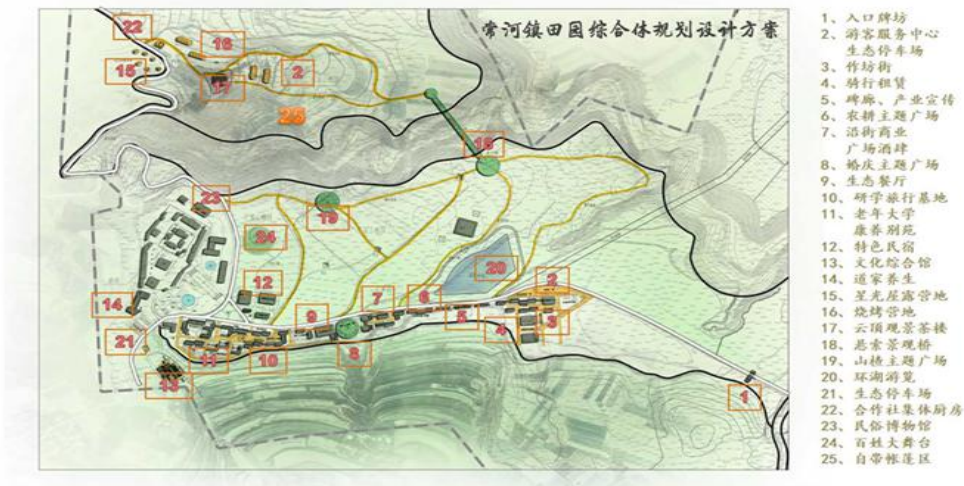 常河镇田园综合体规划设计方案
22
16
15
2
17
25
18
23
19
24
12
20
2
14
7
6
9
5
4
3
21
11
10
8
13
1
1、入口牌坊
2、游客服务中心
生态停车场
3、作坊街
4、骑行租赁
5、碑廊、产业宣传
6、农耕主题广场
7、沿街商业
广场酒肆
8、婚庆主题广场
9、生态餐厅
10、研学旅行基地
11、老年大学
康养别苑
12、特色民宿
13、文化综合馆
14、道家养生
15、星光屋露营地
16、烧烤营地
17、云顶观景茶楼
18、悬索景观桥
19、山楂主题广场
20、环湖游览
21、生态停车场
22、合作社集体厨房
23、民俗博物馆
24、百姓大舞台
25、自带帐篷区